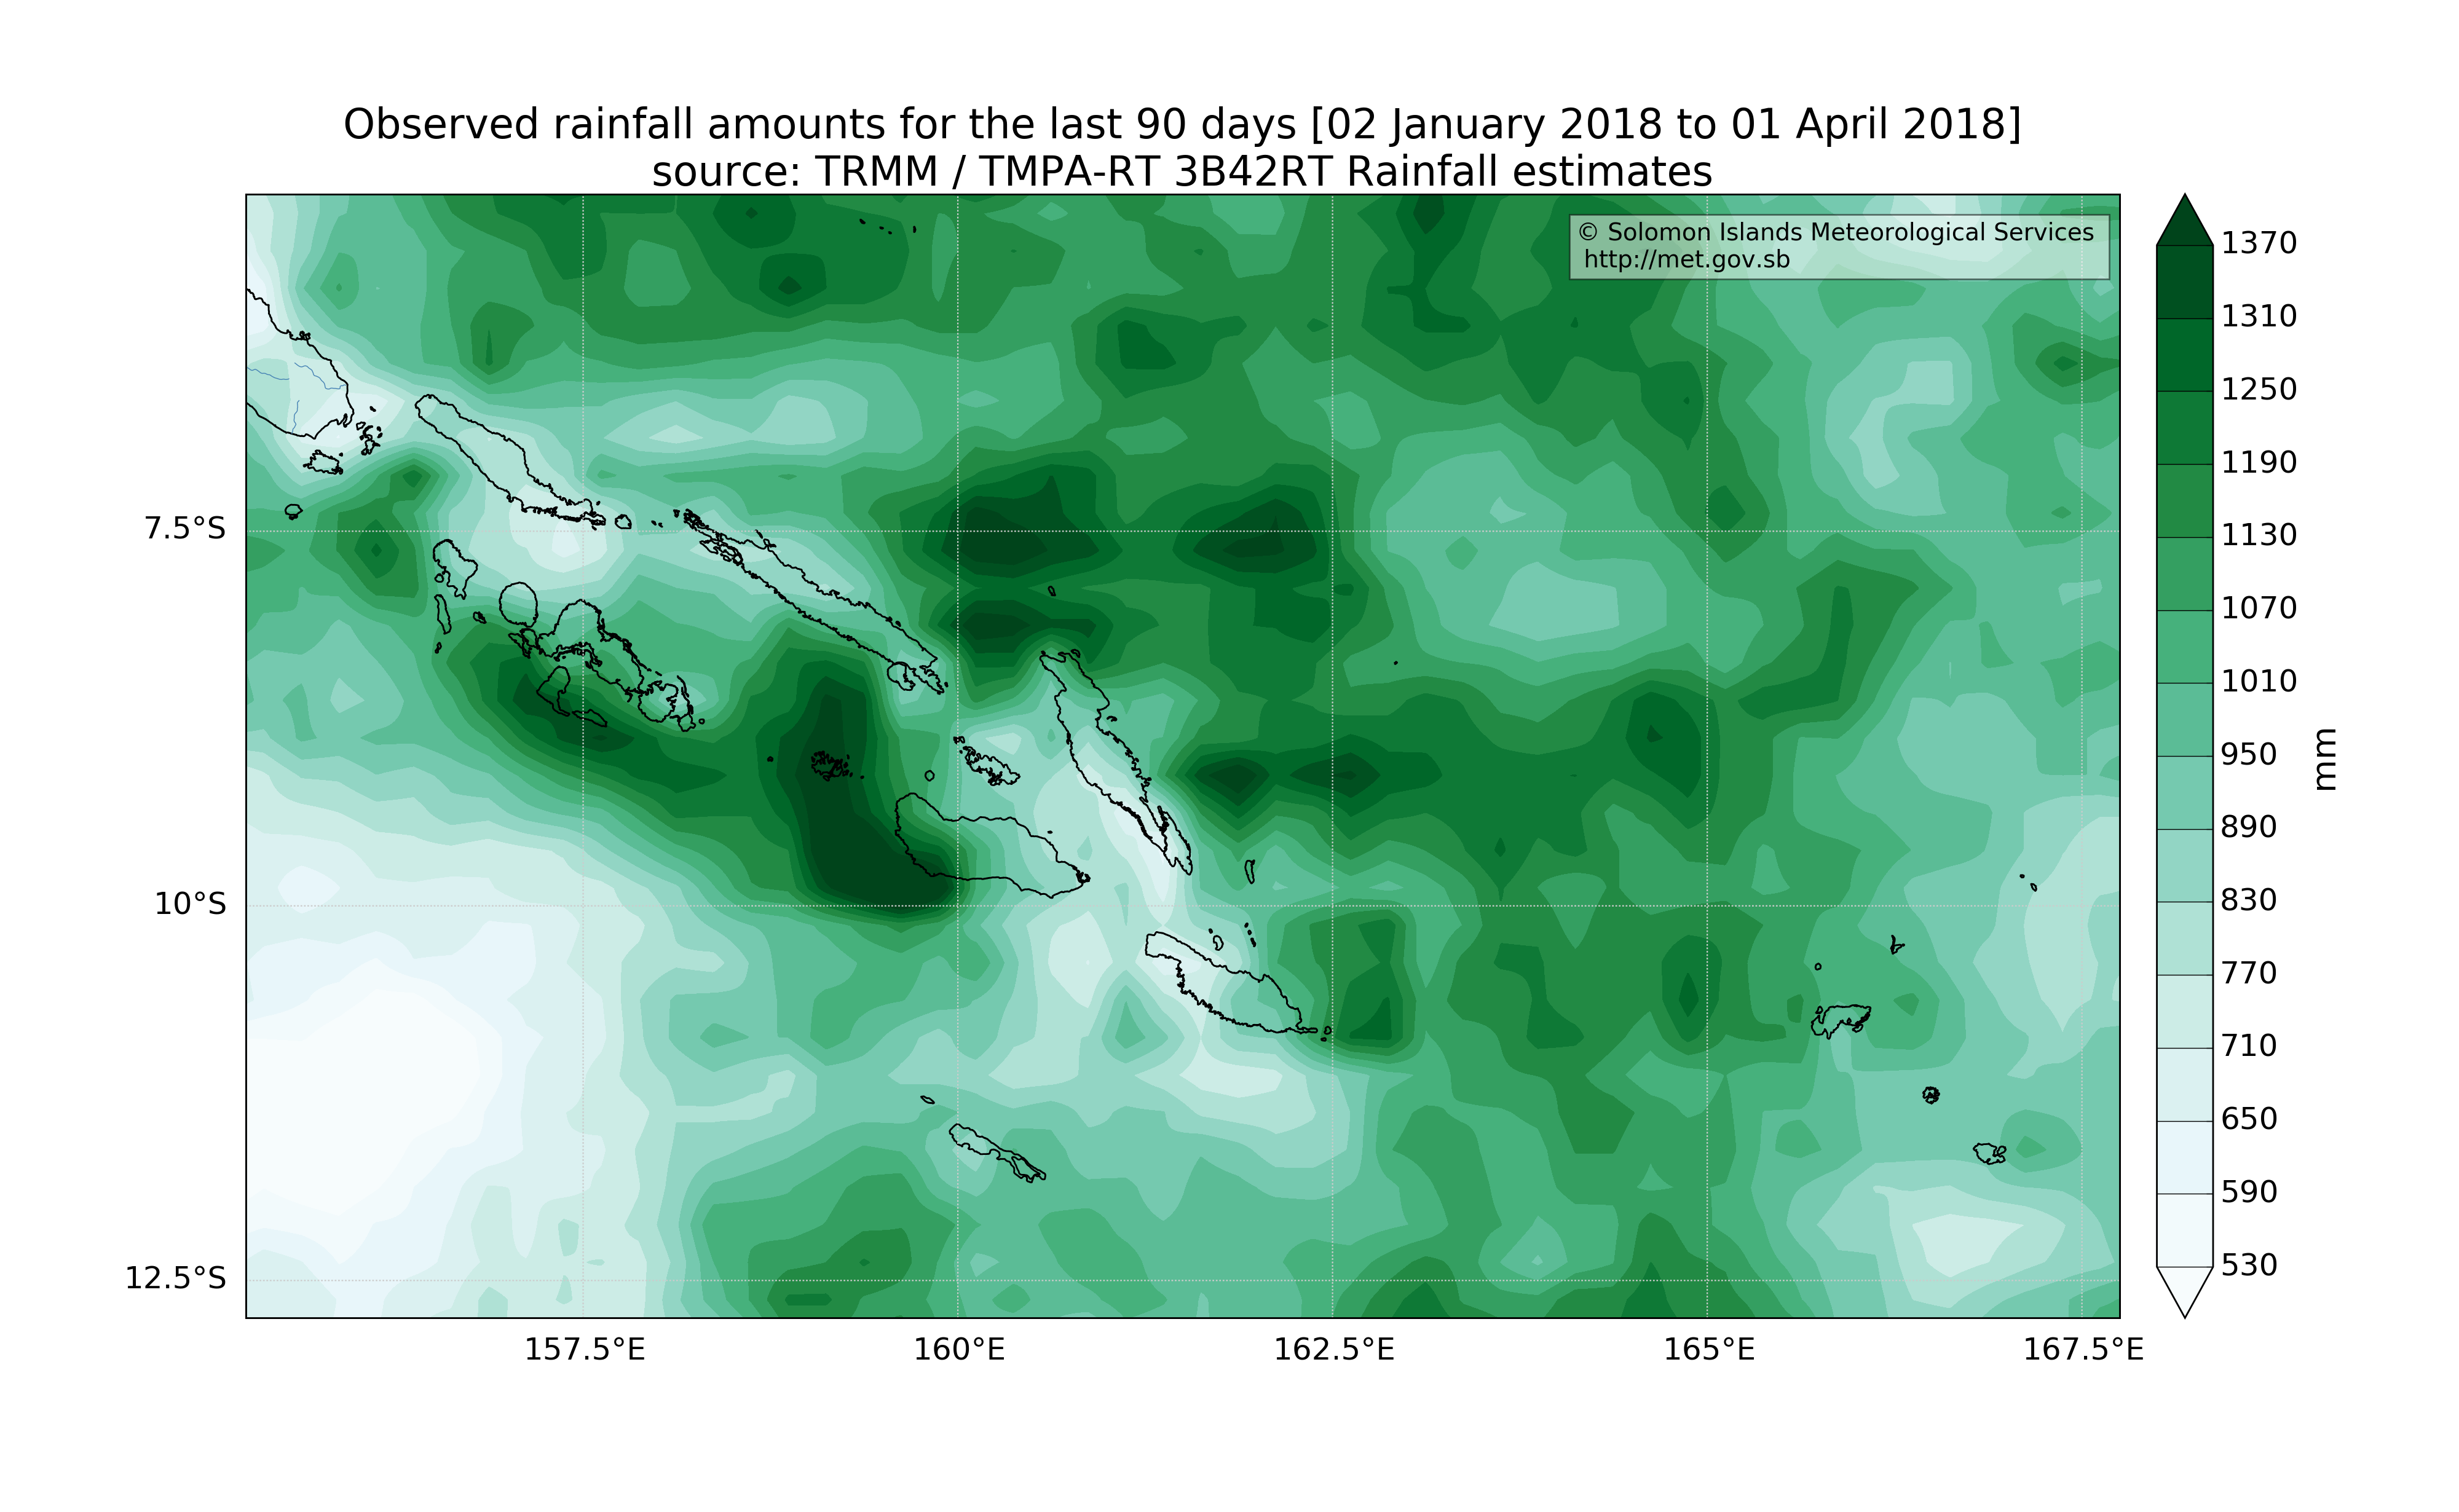 Observed rainfall amounts for the last 90 days [02 January 2018 to 01 April 2018]
source: TRMM / TMPA-RT 3B42RT Rainfall estimates
© Solomon Islands Meteorological Services
http://met.gov.sb
7.5°S
10°S
12.5°S
157.5°E
160°E
162.5°E
165°E
167.5°E
1370
1310
1250
1190
1130
1070
1010
950
890
830
770
710
650
590
530
mm